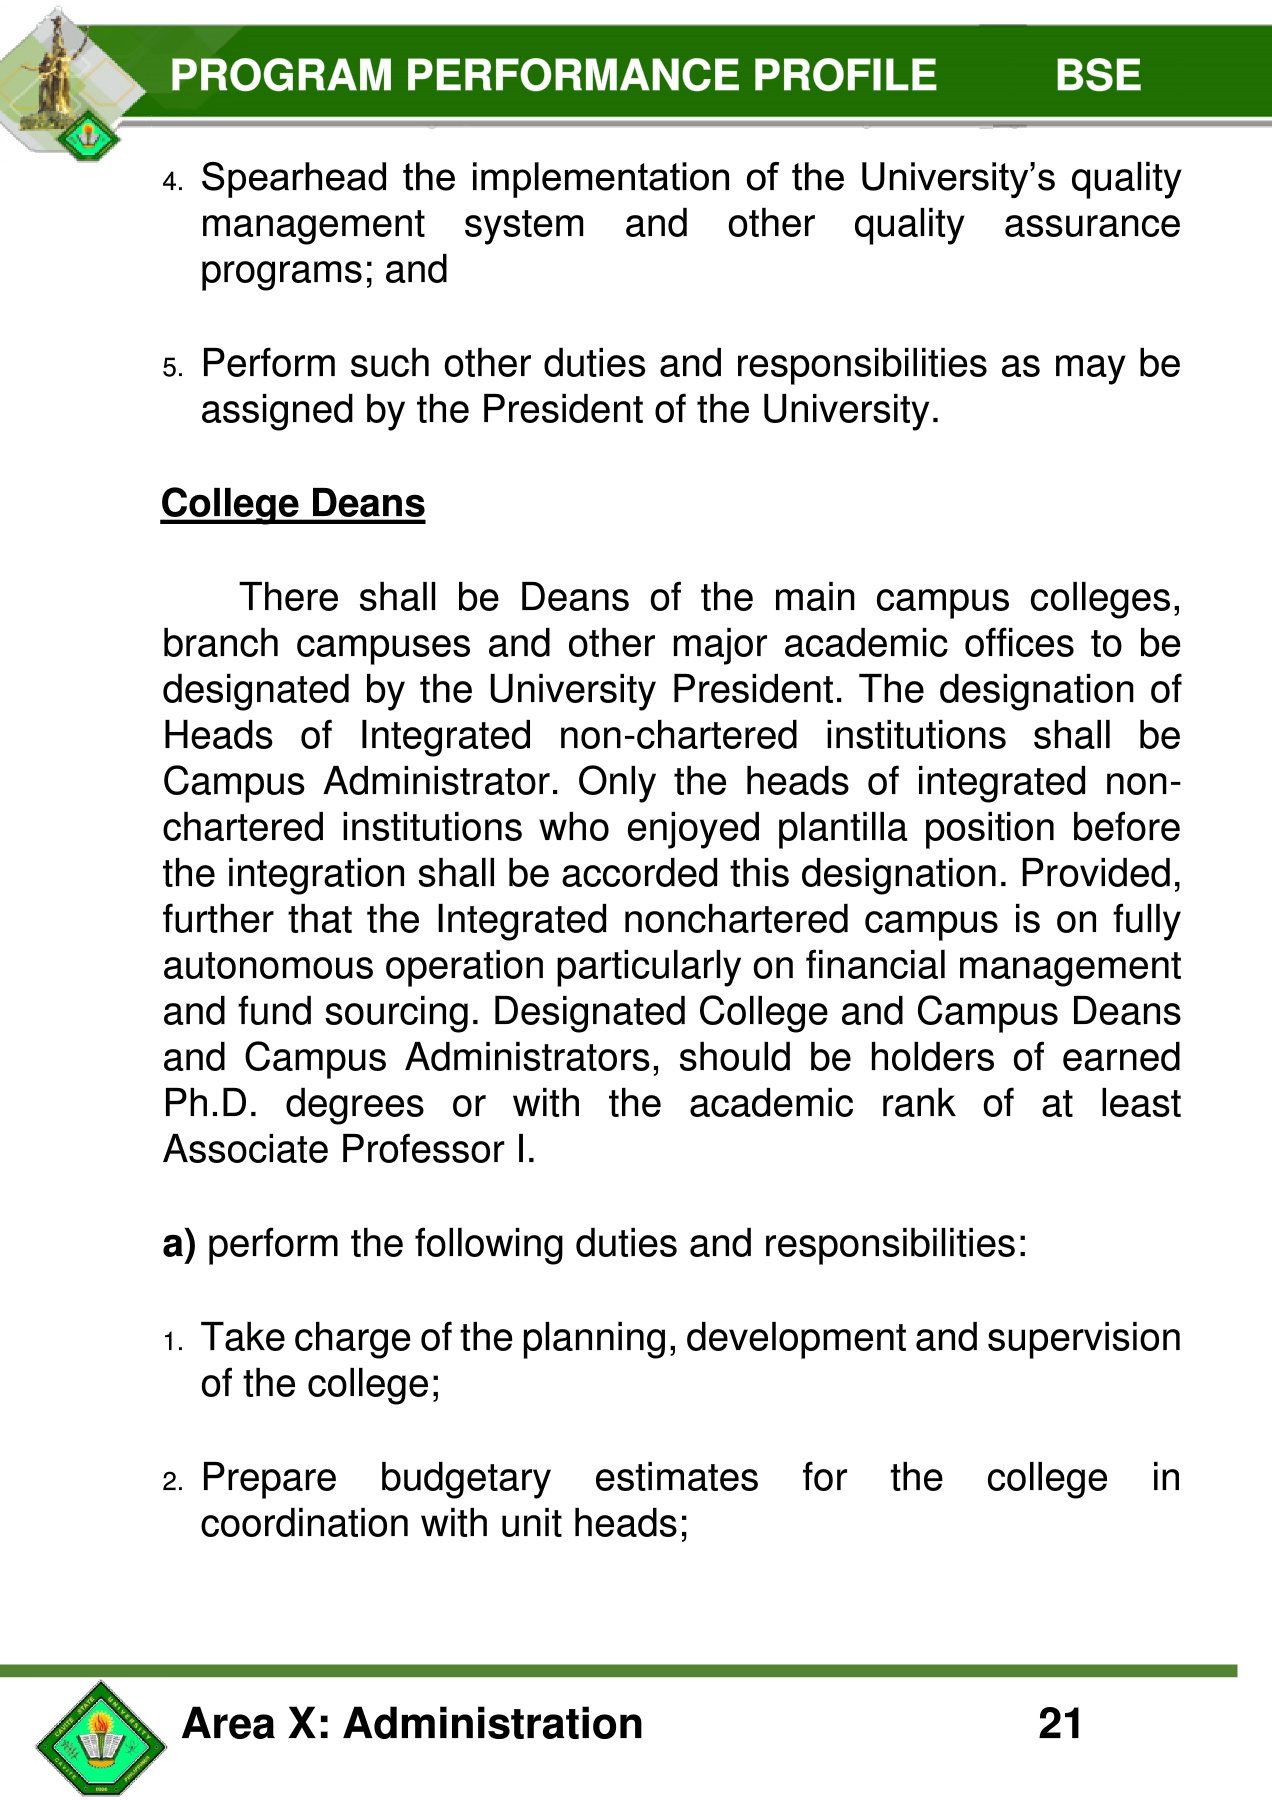 PROGRAM PERFORMANCE PROFILE BSE
4. Spearhead the implementation of the University’s quality
management system and other quality assurance
programs; and
5. Perform such other duties and responsibilities as may be
assigned by the President of the University.
College Deans
There shall be Deans of the main campus colleges,
branch campuses and other major academic offices to be
designated by the University President. The designation of
Heads of Integrated non-chartered institutions shall be
Campus Administrator. Only the heads of integrated non-
chartered institutions who enjoyed plantilla position before
the integration shall be accorded this designation. Provided,
further that the Integrated nonchartered campus is on fully
autonomous operation particularly on financial management
and fund sourcing. Designated College and Campus Deans
and Campus Administrators, should be holders of earned
Ph.D. degrees or with the academic rank of at least
Associate Professor I.
a) perform the following duties and responsibilities:
1. Take charge of the planning, development and supervision
of the college;
2. Prepare budgetary estimates for the college in
coordination with unit heads;
CAVITE STATE UNIVERSITY
CAVITE PHILIPPINES
Area X: Administration 21